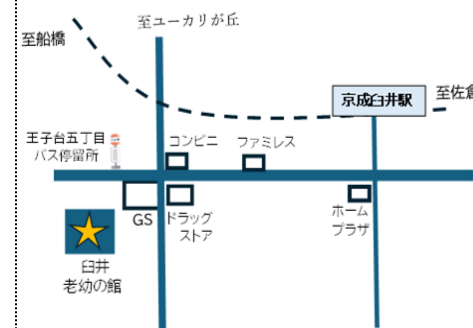 至ユーカリが丘
至船橋
京成臼井駅
至佐倉
王子台五丁目
バス停留所
コンビニ
ファミレス
GS
ドラッグ
ストア
ホーム
プラザ
臼井
老幼の館